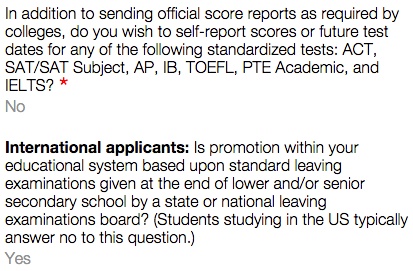 In addition to sending official score reports as required by
colleges, do you wish to self-report scores or future test
dates for any of the following standardized tests: ACT,
SAT/SAT Subject, AP, IB, TOEFL, PTE Academic, and
IELTS? *
No
International applicants: Is promotion within your
educational system based upon standard leaving
examinations given at the end of lower and/or senior
secondary school by a state or national leaving
examinations board? (Students studying in the US typically
answer no to this question.)
Yes